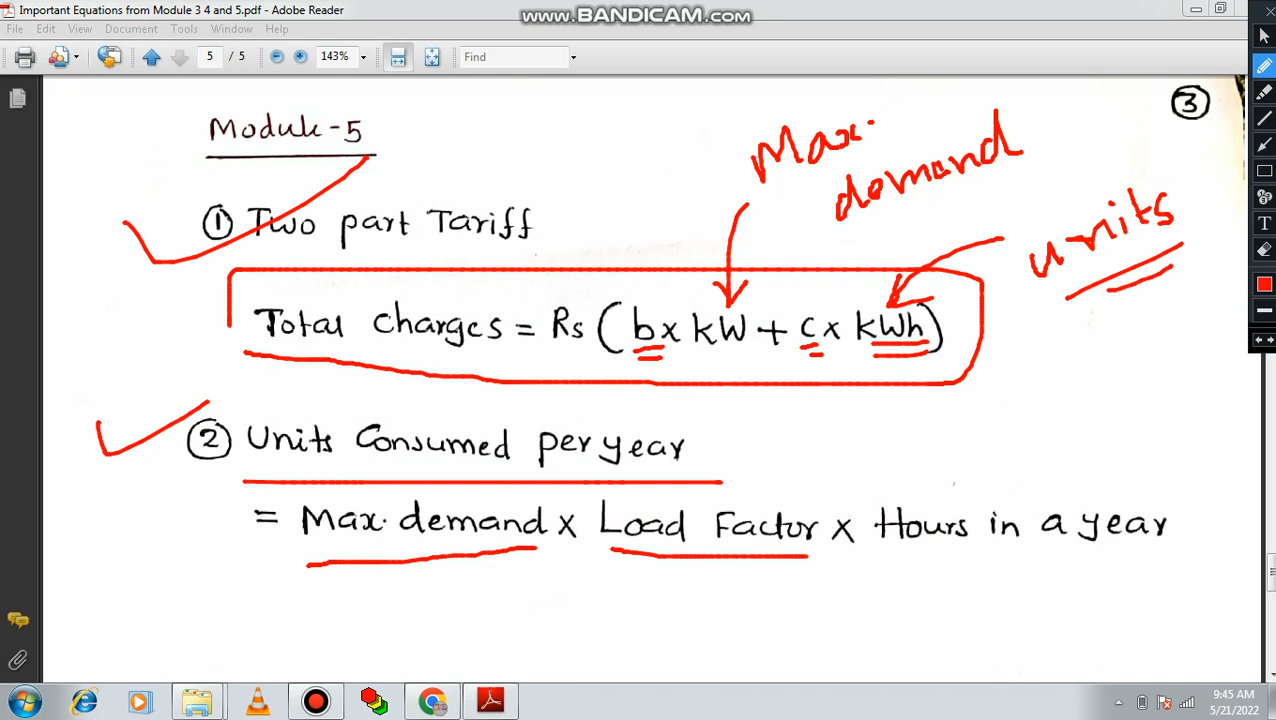 Important Equations from Module 3 4 and 5.pdf - Adobe Reader
www.BANDICAM.com
File Edit View Document Tools Window Help
5 / 5 143% Find
3
Module-5
Max.
demand
① Two part Tariff
units
Total charges = Rs (b x kW + c x kWh)
② Units Consumed per year
= Max. demand x Load Factor x Hours in a year
9:45 AM
5/21/2022